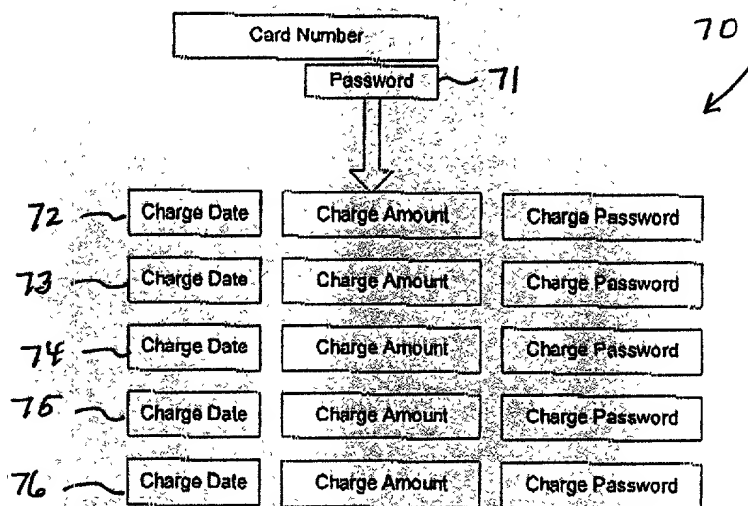 Card Number
70
Password 71
72 Charge Date Charge Amount Charge Password
73 Charge Date Charge Amount Charge Password
74 Charge Date Charge Amount Charge Password
75 Charge Date Charge Amount Charge Password
76 Charge Date Charge Amount Charge Password